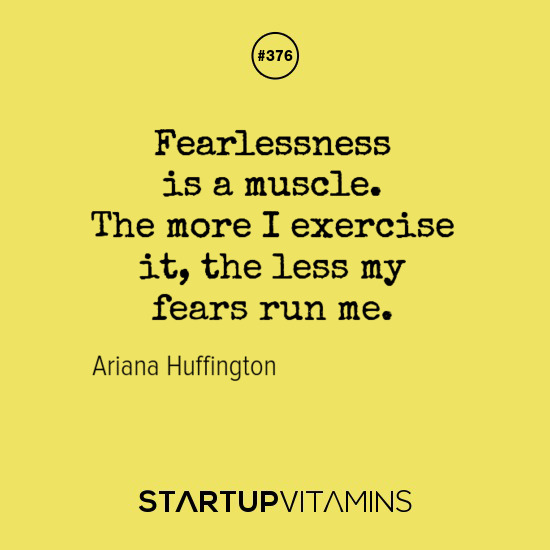 #376
Fearlessness
is a muscle.
The more I exercise
it, the less my
fears run me.
Ariana Huffington
STARTUPVITAMINS